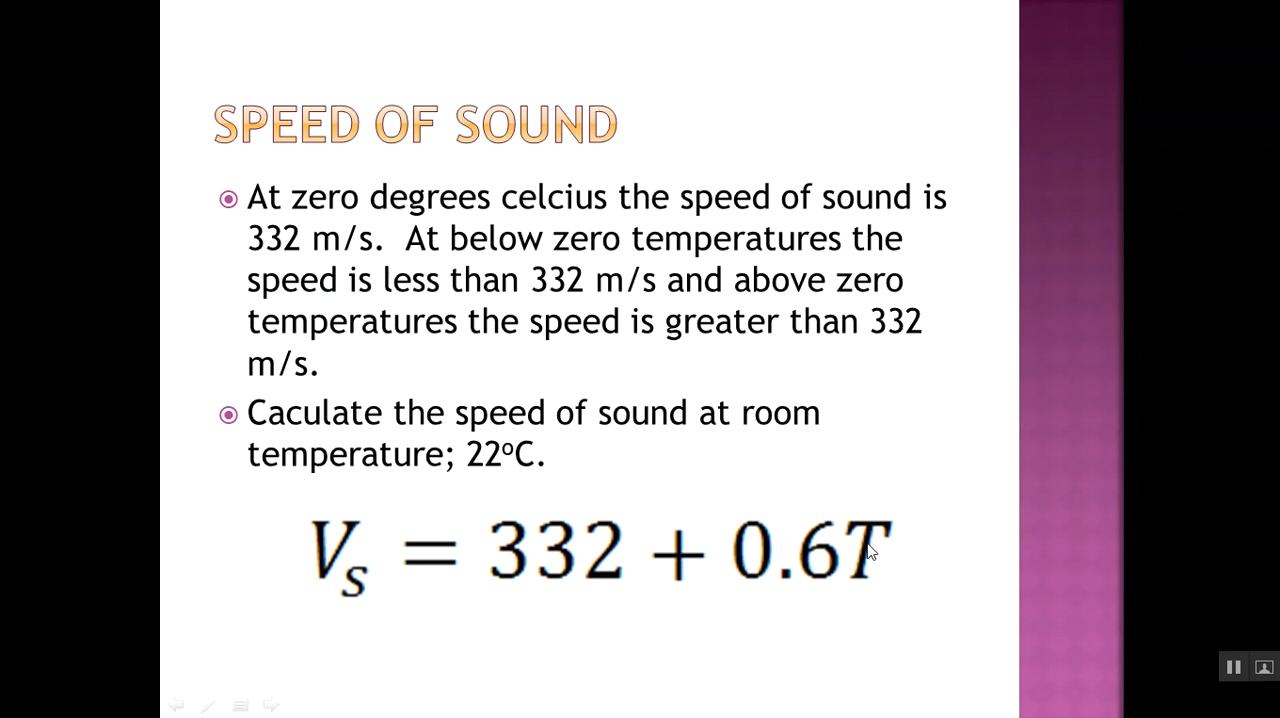 SPEED OF SOUND
At zero degrees celcius the speed of sound is
332 m/s. At below zero temperatures the
speed is less than 332 m/s and above zero
temperatures the speed is greater than 332
m/s.
Caculate the speed of sound at room
temperature; 22ºC.
Vₛ = 332 + 0.6T